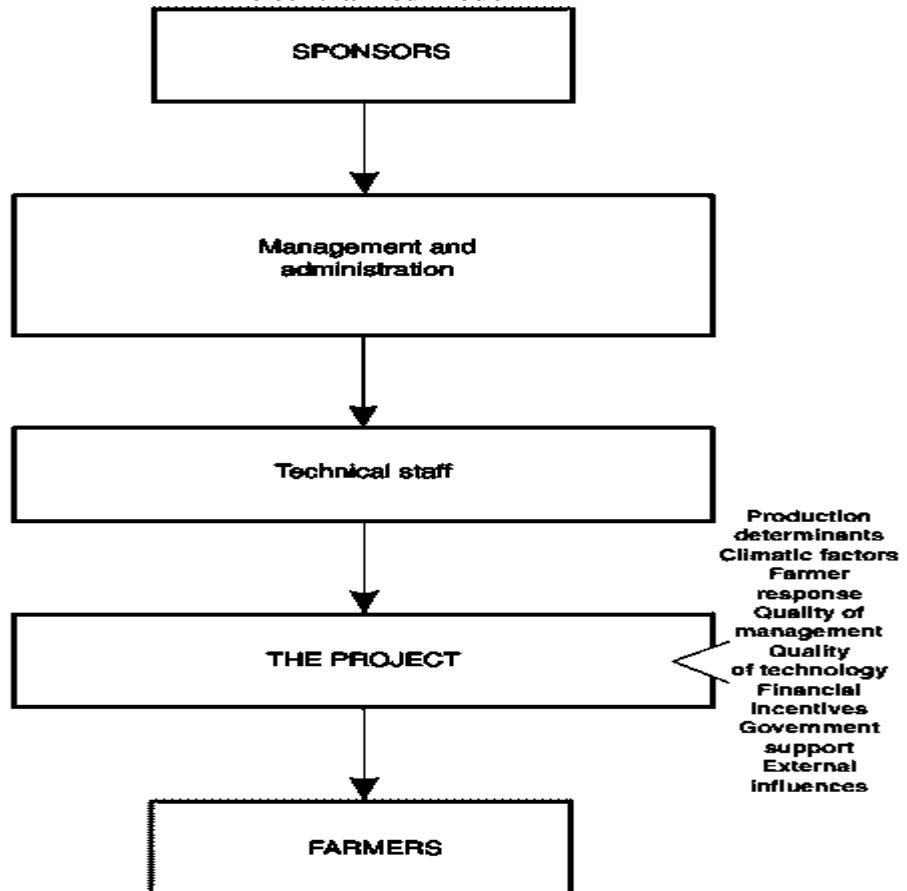 SPONSORS
Management and
administration
Technical staff
Production
determinants
Climatic factors
Farmer
response
Quality of
management
Quality
of technology
Financial
Incentives
Government
support
External
influences
THE PROJECT
FARMERS